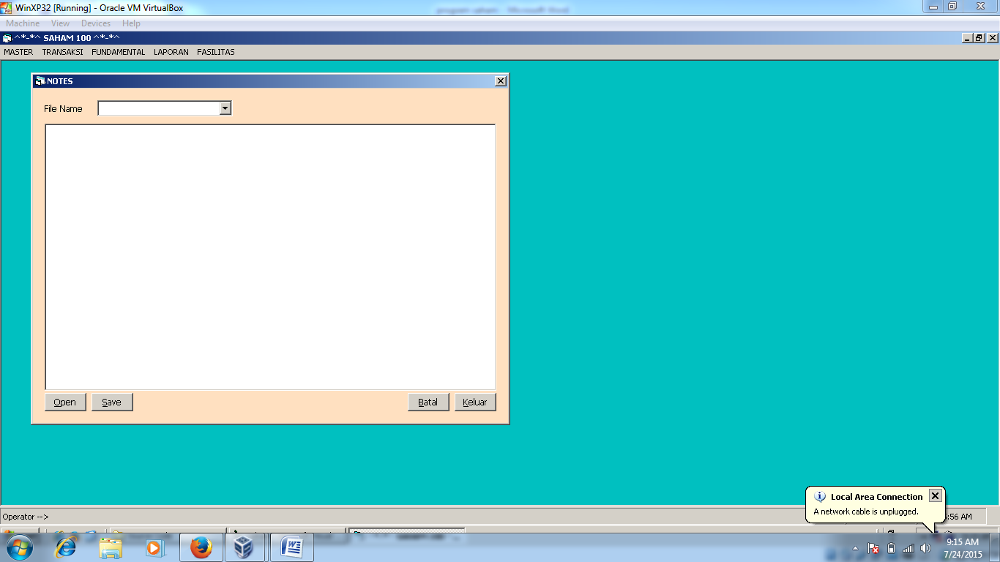 WinXP32 [Running] - Oracle VM VirtualBox
program saham - Microsoft Word
Machine View Devices Help
^*-*^ SAHAM 100 ^*-*^
MASTER TRANSAKSI FUNDAMENTAL LAPORAN FASILITAS
NOTES
File Name
Open Save Batal Keluar
Local Area Connection
A network cable is unplugged.
Operator --> :56 AM
9:15 AM
7/24/2015